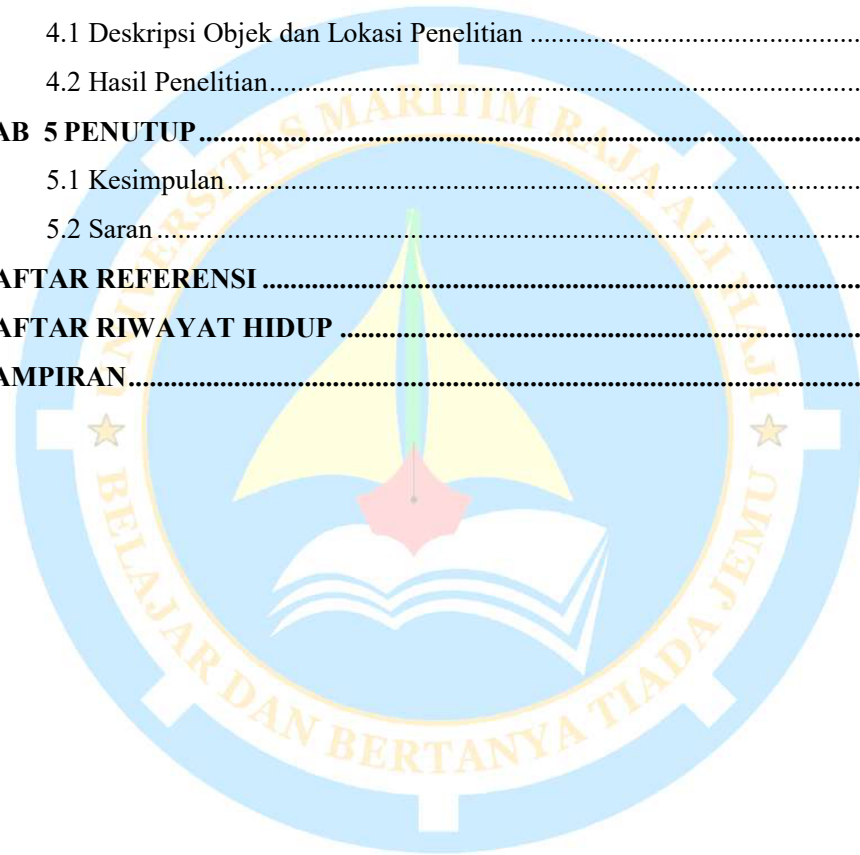 4.1 Deskripsi Objek dan Lokasi Penelitian ................................................
4.2 Hasil Penelitian....................................................................................
AB 5 PENUTUP.........................................................................................
5.1 Kesimpulan..........................................................................................
5.2 Saran...................................................................................................
AFTAR REFERENSI ................................................................................
AFTAR RIWAYAT HIDUP ......................................................................
AMPIRAN..................................................................................................
UNIVERSITAS MARITIM RAJA ALI HAJI
BELAJAR DAN BERTANYA TIADA JEMU